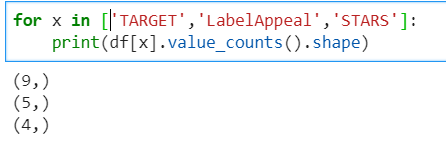 for x in ['TARGET','LabelAppeal','STARS']:
    print(df[x].value_counts().shape)
(9,)
(5,)
(4,)